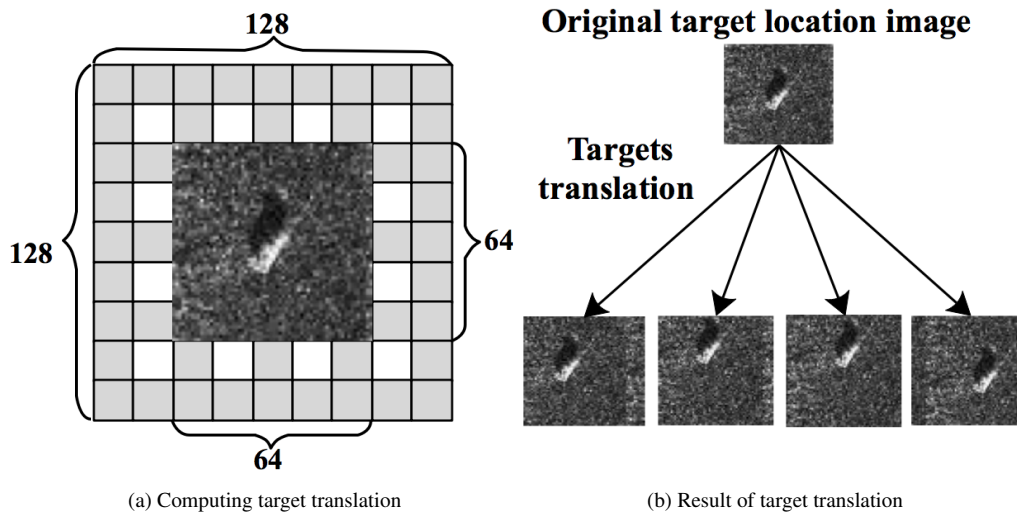 128
128
64
64
(a) Computing target translation
Original target location image
Targets
translation
(b) Result of target translation